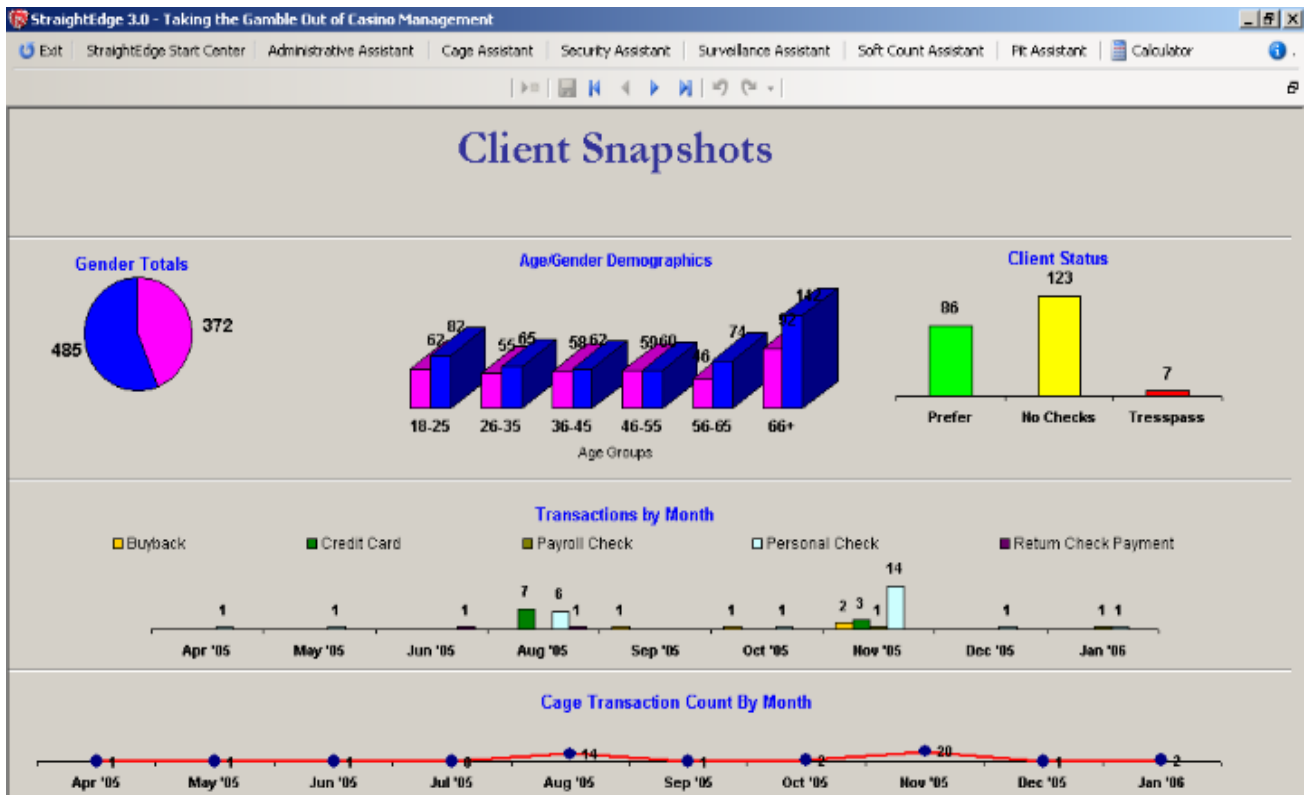 StraightEdge 3.0 - Taking the Gamble Out of Casino Management
Exit StraightEdge Start Center Administrative Assistant Cage Assistant Security Assistant Surveillance Assistant Soft Count Assistant Pit Assistant Calculator
Client Snapshots
Gender Totals
372
485
Age/Gender Demographics
62 82 55 65 58 62 59 60 74 92 142
18-25 26-35 36-45 46-55 56-65 66+
Age Groups
Client Status
86 123 7
Prefer No Checks Tresspass
Transactions by Month
Buyback Credit Card Payroll Check Personal Check Return Check Payment
1 1 1 7 6 1 1 1 1 2 3 1 14 1 1 1
Apr '05 May '05 Jun '05 Aug '05 Sep '05 Oct '05 Nov '05 Dec '05 Jan '06
Cage Transaction Count By Month
1 1 1 0 14 1 2 20 1 2
Apr '05 May '05 Jun '05 Jul '05 Aug '05 Sep '05 Oct '05 Nov '05 Dec '05 Jan '06